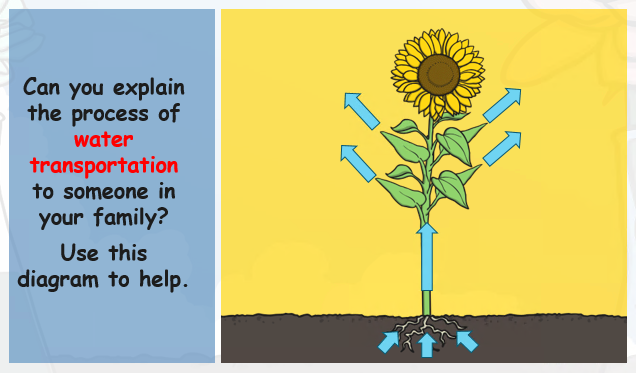 Can you explain
the process of
water
transportation
to someone in
your family?
Use this
diagram to help.